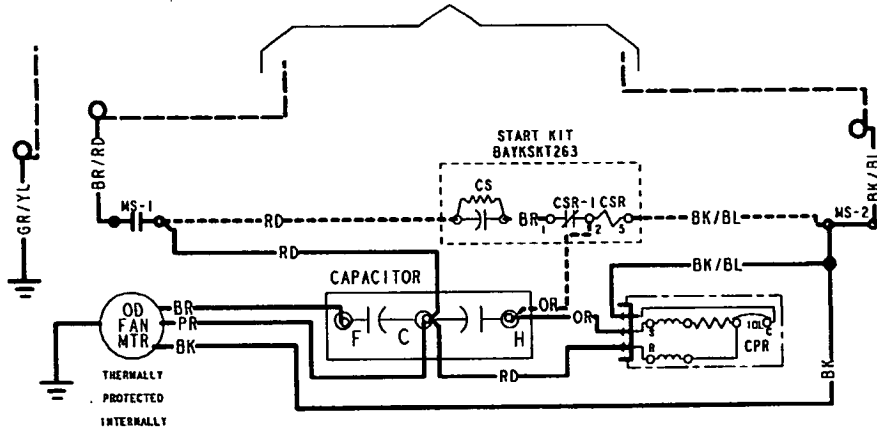 START KIT
BAYKSKT263
BR/RD
GR/YL
BK/BL
MS-1
CS
CSR-1
CSR
MS-2
RD
BR
1
2
5
BK/BL
RD
BK/BL
CAPACITOR
OR
OR
OD
FAN
MTR
BR
PR
BK
F
C
H
S
IOL
C
R
CPR
RD
BK
THERMALLY
PROTECTED
INTERNALLY